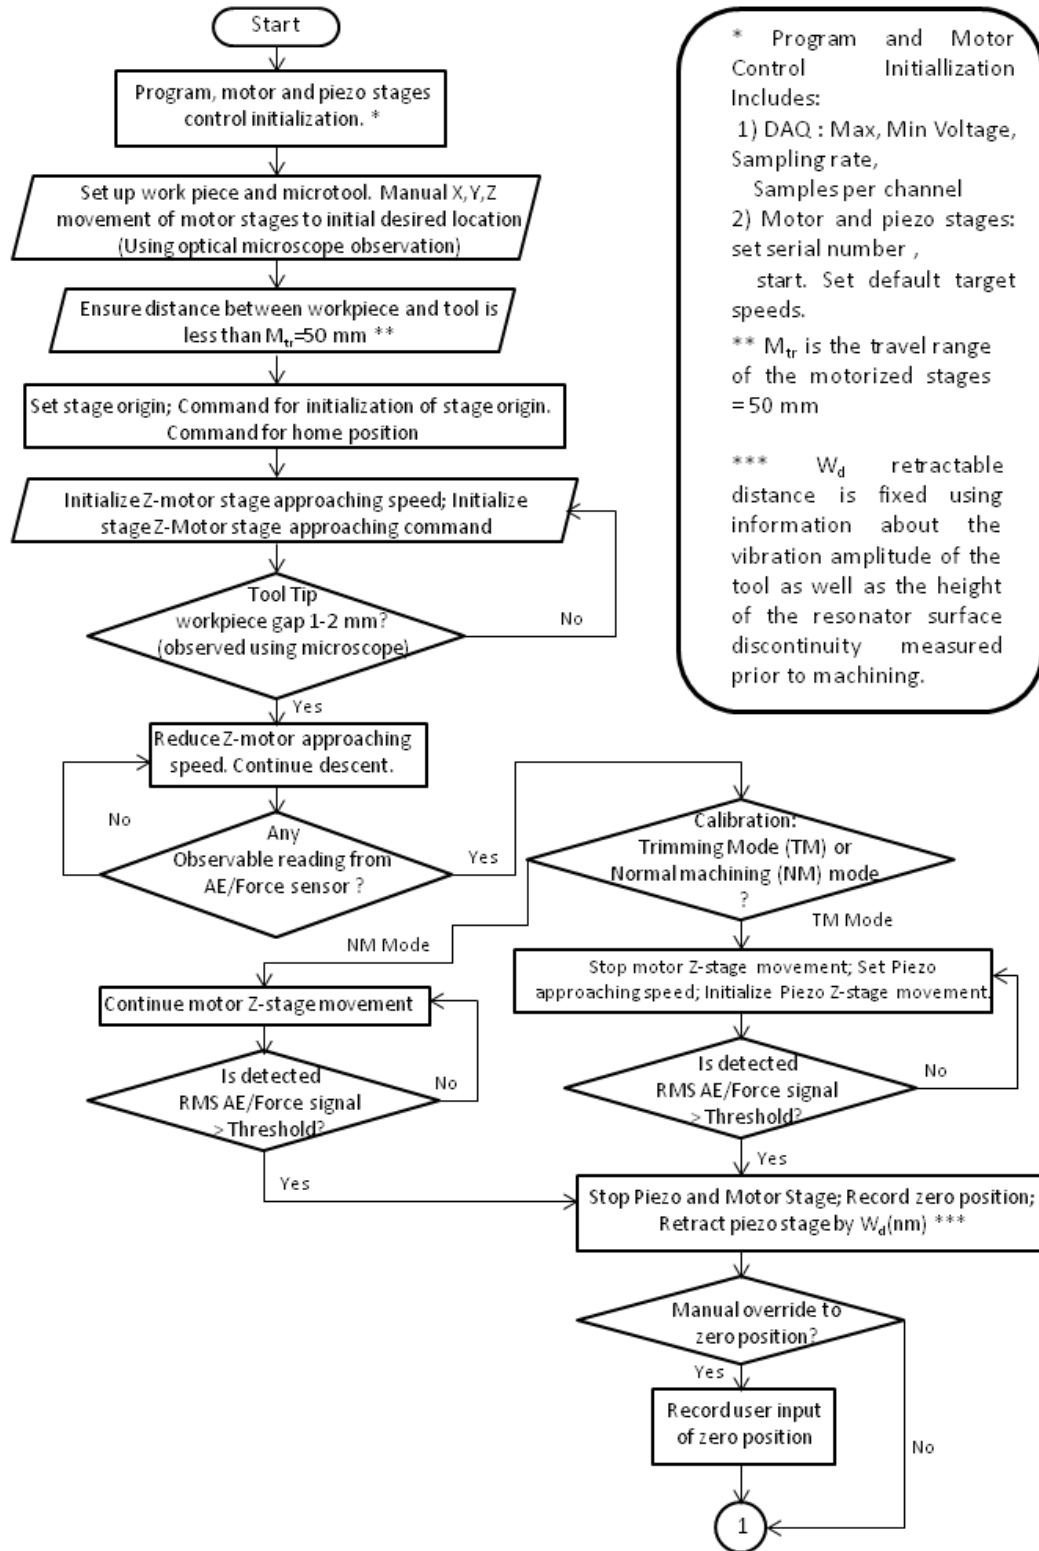 Start
Program, motor and piezo stages
control initialization. *
Set up work piece and microtool. Manual X,Y,Z
movement of motor stages to initial desired location
(Using optical microscope observation)
Ensure distance between workpiece and tool is
less than Mtr=50 mm **
Set stage origin; Command for initialization of stage origin.
Command for home position
Initialize Z-motor stage approaching speed; Initialize
stage Z-Motor stage approaching command
Tool Tip
workpiece gap 1-2 mm?
(observed using microscope)
No
Yes
Reduce Z-motor approaching
speed. Continue descent.
No
Any
Observable reading from
AE/Force sensor ?
Yes
Calibration:
Trimming Mode (TM) or
Normal machining (NM) mode
?
NM Mode
TM Mode
Continue motor Z-stage movement
Stop motor Z-stage movement; Set Piezo
approaching speed; Initialize Piezo Z-stage movement.
Is detected
RMS AE/Force signal
> Threshold?
No
Yes
Is detected
RMS AE/Force signal
> Threshold?
No
Yes
Stop Piezo and Motor Stage; Record zero position;
Retract piezo stage by Wd(nm) ***
Manual override to
zero position?
Yes
Record user input
of zero position
No
1
* Program and Motor
Control Initiallization
Includes:
1) DAQ : Max, Min Voltage,
Sampling rate,
Samples per channel
2) Motor and piezo stages:
set serial number ,
start. Set default target
speeds.
** Mtr is the travel range
of the motorized stages
= 50 mm
*** Wd retractable
distance is fixed using
information about the
vibration amplitude of the
tool as well as the height
of the resonator surface
discontinuity measured
prior to machining.